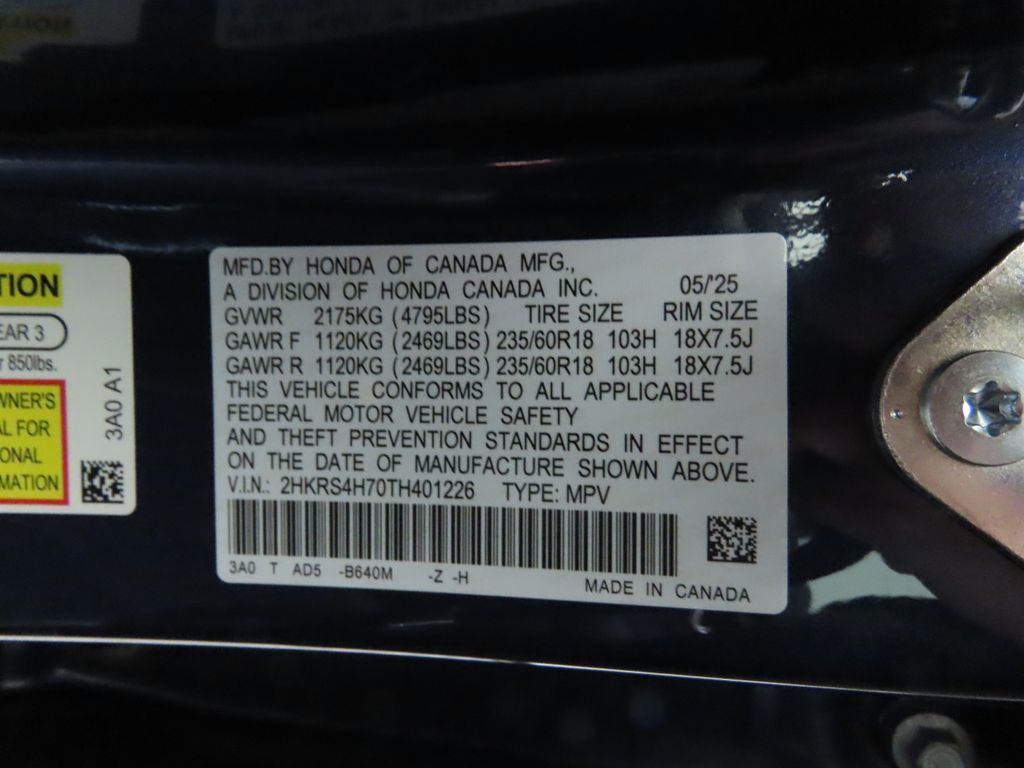 TION
EAR 3
850lbs.
WNER'S
AL FOR
ONAL
MATION
3A0 A1
MFD.BY HONDA OF CANADA MFG.,
A DIVISION OF HONDA CANADA INC. 05/'25
GVWR 2175KG (4795LBS) TIRE SIZE RIM SIZE
GAWR F 1120KG (2469LBS) 235/60R18 103H 18X7.5J
GAWR R 1120KG (2469LBS) 235/60R18 103H 18X7.5J
THIS VEHICLE CONFORMS TO ALL APPLICABLE
FEDERAL MOTOR VEHICLE SAFETY
AND THEFT PREVENTION STANDARDS IN EFFECT
ON THE DATE OF MANUFACTURE SHOWN ABOVE.
V.I.N.: 2HKRS4H70TH401226 TYPE: MPV
3A0 T AD5 -B640M -Z -H
MADE IN CANADA